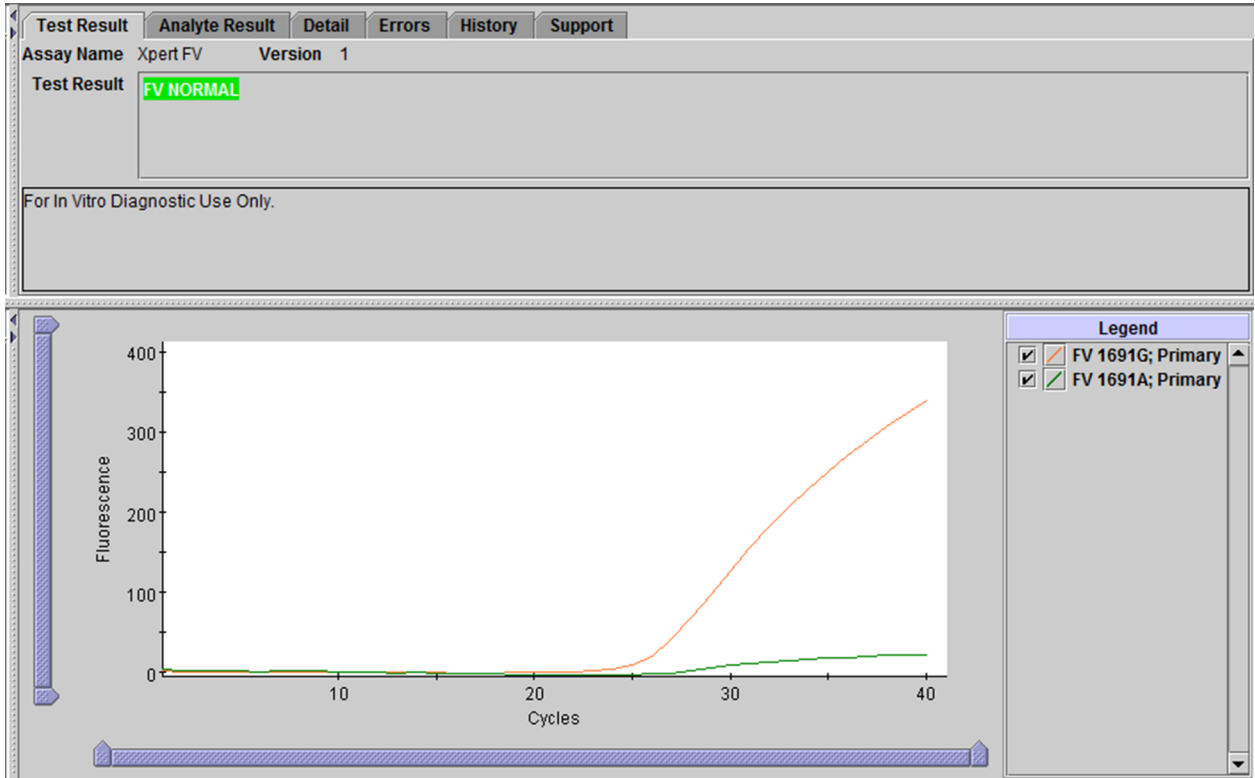 Test Result Analyte Result Detail Errors History Support
Assay Name Xpert FV Version 1
Test Result FV NORMAL
For In Vitro Diagnostic Use Only.
Legend
FV 1691G; Primary
FV 1691A; Primary
400
300
200
100
0
Fluorescence
10 20 30 40
Cycles